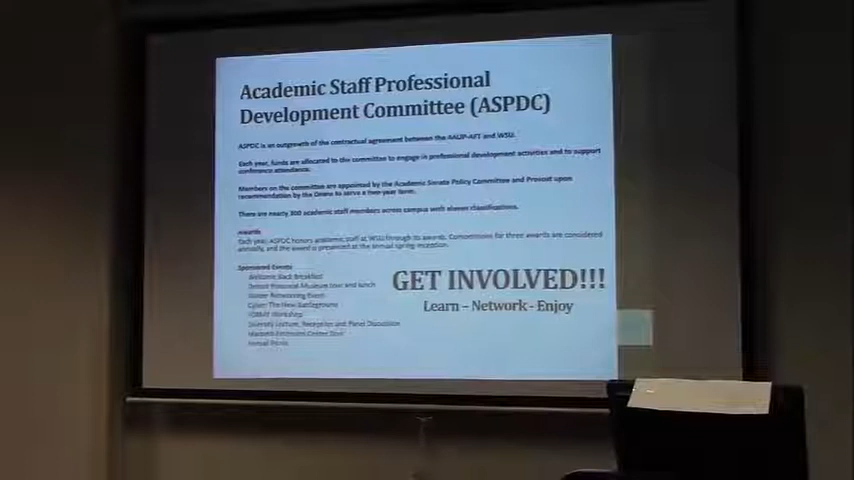 Academic Staff Professional
Development Committee (ASPDC)
ASPDC is an outgrowth of the contractual agreement between the AAUP-AFT and WSU.
Each year, funds are allocated to the committee to engage in professional development activities and to support
conference attendance.
Members on the committee are appointed by the Academic Senate Policy Committee and Provost upon
recommendation by the Deans to serve a two-year term.
There are nearly 300 academic staff members across campus with eleven classifications.
Awards
Each year, ASPDC honors academic staff at WSU through its awards. Competitions for three awards are considered
annually, and the award is presented at the annual spring reception.
Sponsored Events
Welcome Back Breakfast
Detroit Historical Museum tour and lunch
Winter Networking Event
Cyber: The New Battleground
Workshop
Diversity Lecture, Reception and Panel Discussion
Center Tour
Annual Picnic
GET INVOLVED!!!
Learn – Network - Enjoy